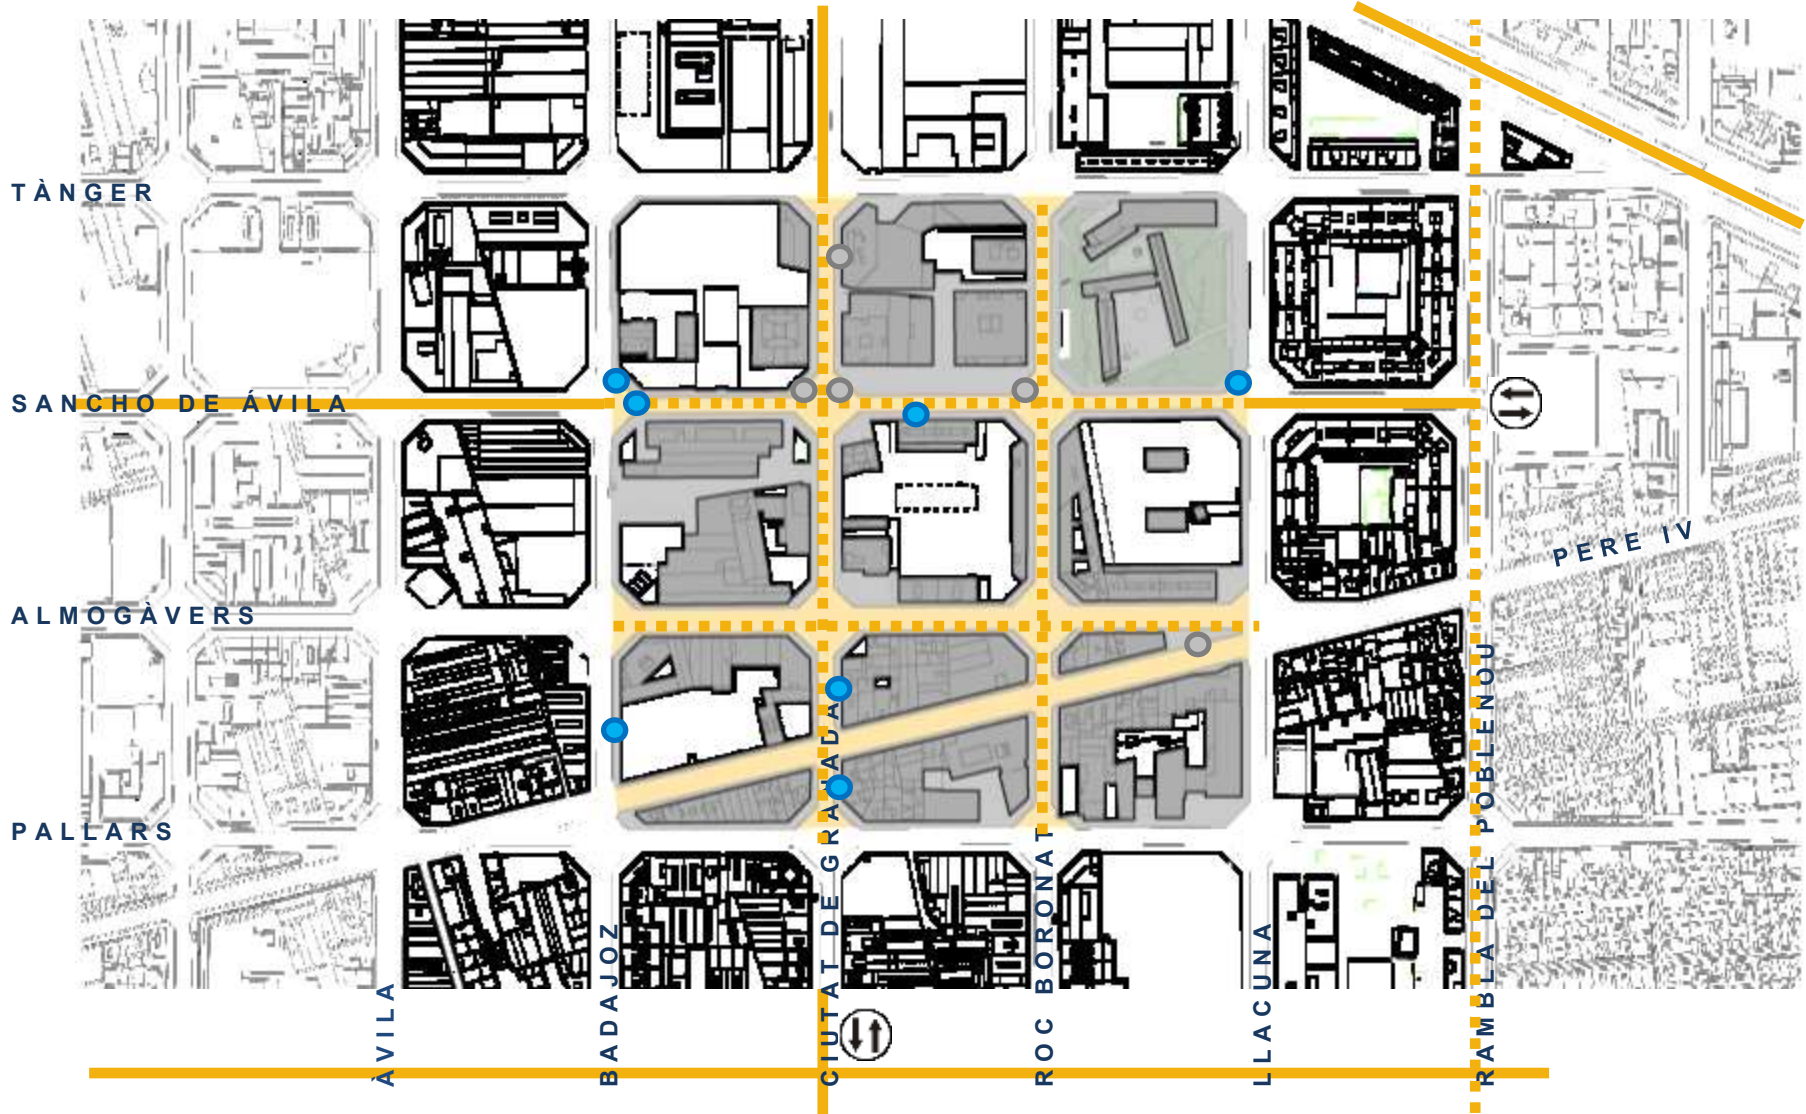 TÀNGER
SANCHO DE ÁVILA
PERE IV
ALMOGÀVERS
PALLARS
ÀVILA
BADAJOZ
CIUTAT DE GRANADA
ROC BORONAT
LLACUNA
RAMBLA DEL POBLENOU